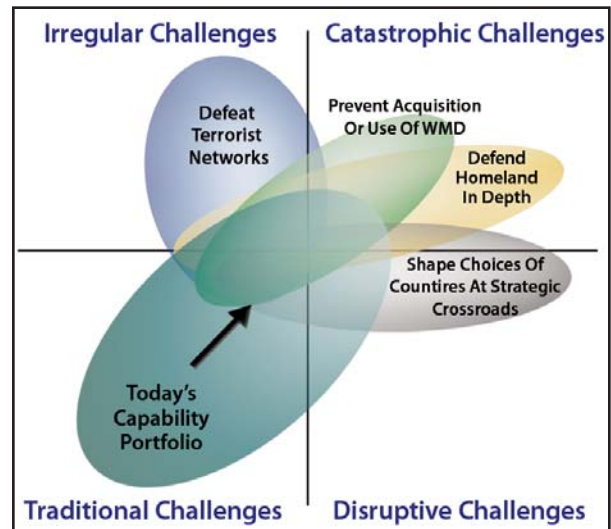 Irregular Challenges
Catastrophic Challenges
Defeat
Terrorist
Networks
Prevent Acquisition
Or Use Of WMD
Defend
Homeland
In Depth
Shape Choices Of
Countires At Strategic
Crossroads
Today's
Capability
Portfolio
Traditional Challenges
Disruptive Challenges